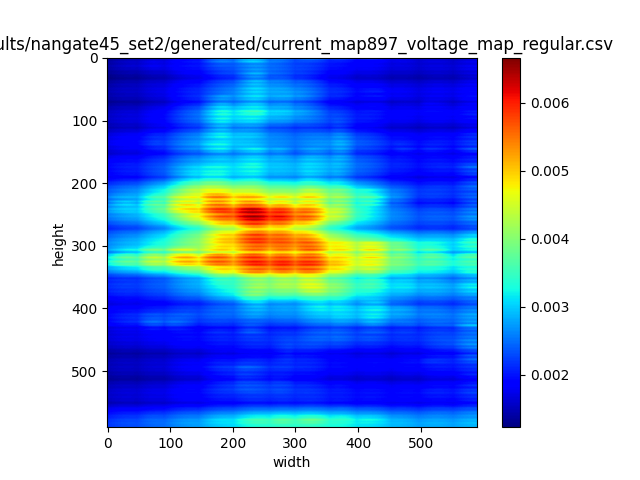 ults/nangate45_set2/generated/current_map897_voltage_map_regular.csv
0
100
200
300
400
500
height
0 100 200 300 400 500
width
0.006
0.005
0.004
0.003
0.002